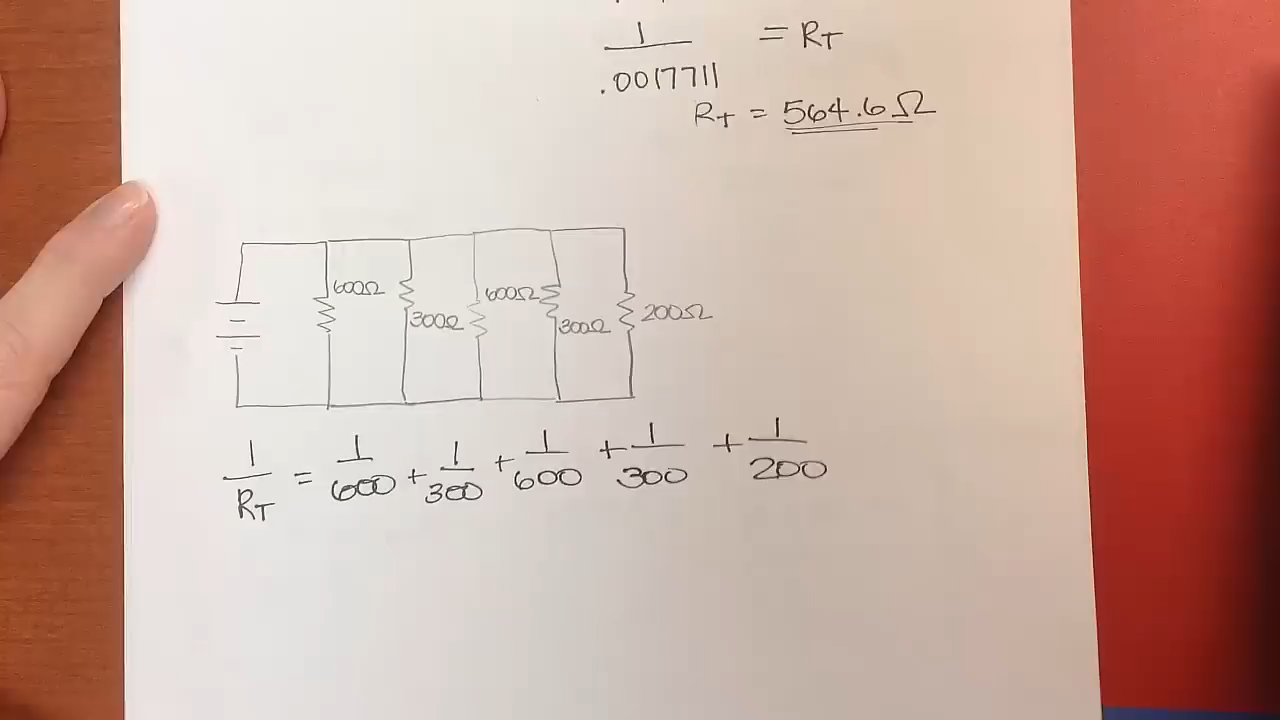 1/.0017711 = RT
RT = 564.6Ω
600Ω
300Ω
600Ω
300Ω
200Ω
1/RT = 1/600 + 1/300 + 1/600 + 1/300 + 1/200